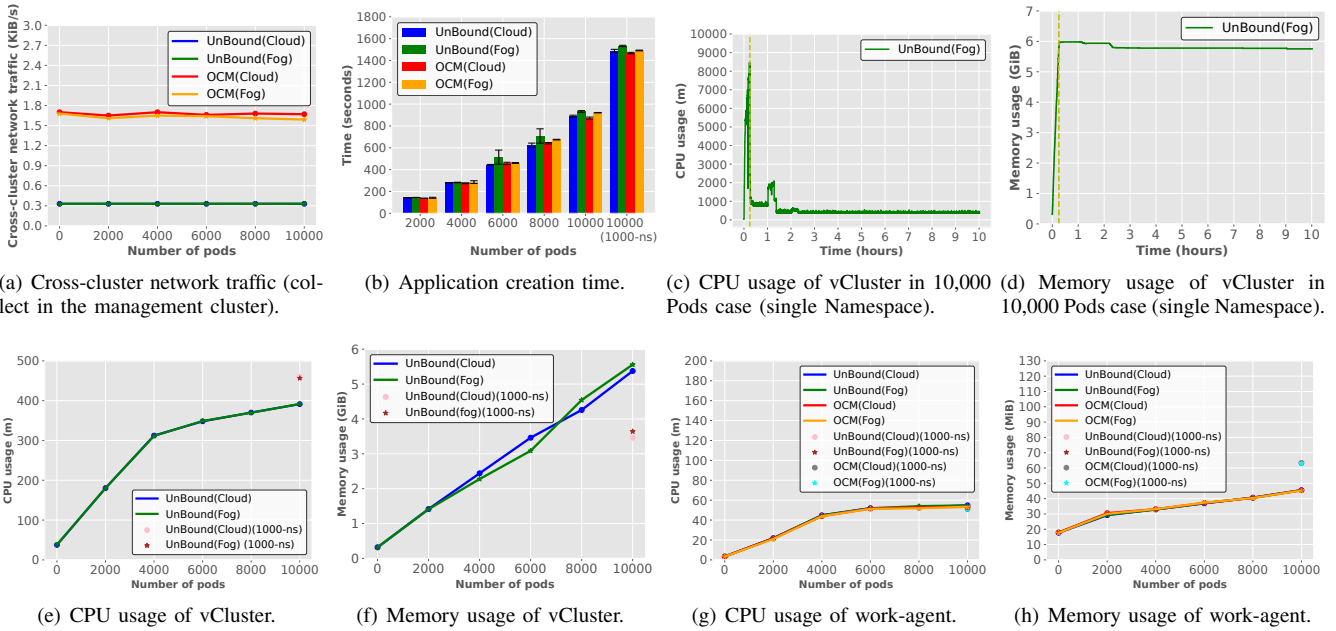 Cross-cluster network traffic (KiB/s)
3.0
2.7
2.4
2.1
1.8
1.5
1.2
0.9
0.6
0.3
0.0
UnBound(Cloud)
UnBound(Fog)
OCM(Cloud)
OCM(Fog)
0 2000 4000 6000 8000 10000
Number of pods
(a) Cross-cluster network traffic (col-
lect in the management cluster).
Time (seconds)
1800
1600
1400
1200
1000
800
600
400
200
0
UnBound(Cloud)
UnBound(Fog)
OCM(Cloud)
OCM(Fog)
2000 4000 6000 8000 10000 10000
(1000-ns)
Number of pods
(b) Application creation time.
CPU usage (m)
10000
9000
8000
7000
6000
5000
4000
3000
2000
1000
0
UnBound(Fog)
0 1 2 3 4 5 6 7 8 9 10
Time (hours)
(c) CPU usage of vCluster in 10,000
Pods case (single Namespace).
Memory usage (GiB)
7
6
5
4
3
2
1
0
UnBound(Fog)
0 1 2 3 4 5 6 7 8 9 10
Time (hours)
(d) Memory usage of vCluster in
10,000 Pods case (single Namespace).
CPU usage (m)
500
400
300
200
100
0
UnBound(Cloud)
UnBound(Fog)
UnBound(Cloud)(1000-ns)
UnBound(Fog) (1000-ns)
0 2000 4000 6000 8000 10000
Number of pods
(e) CPU usage of vCluster.
Memory usage (GiB)
6
5
4
3
2
1
0
UnBound(Cloud)
UnBound(Fog)
UnBound(Cloud)(1000-ns)
UnBound(fog)(1000-ns)
0 2000 4000 6000 8000 10000
Number of pods
(f) Memory usage of vCluster.
CPU usage (m)
200
180
160
140
120
100
80
60
40
20
0
UnBound(Cloud)
UnBound(Fog)
OCM(Cloud)
OCM(Fog)
UnBound(Cloud)(1000-ns)
UnBound(Fog)(1000-ns)
OCM(Cloud)(1000-ns)
OCM(Fog)(1000-ns)
0 2000 4000 6000 8000 10000
Number of pods
(g) CPU usage of work-agent.
Memory usage (MiB)
130
120
110
100
90
80
70
60
50
40
30
20
10
0
UnBound(Cloud)
UnBound(Fog)
OCM(Cloud)
OCM(Fog)
UnBound(Cloud)(1000-ns)
UnBound(Fog)(1000-ns)
OCM(Cloud)(1000-ns)
OCM(Fog)(1000-ns)
0 2000 4000 6000 8000 10000
Number of pods
(h) Memory usage of work-agent.